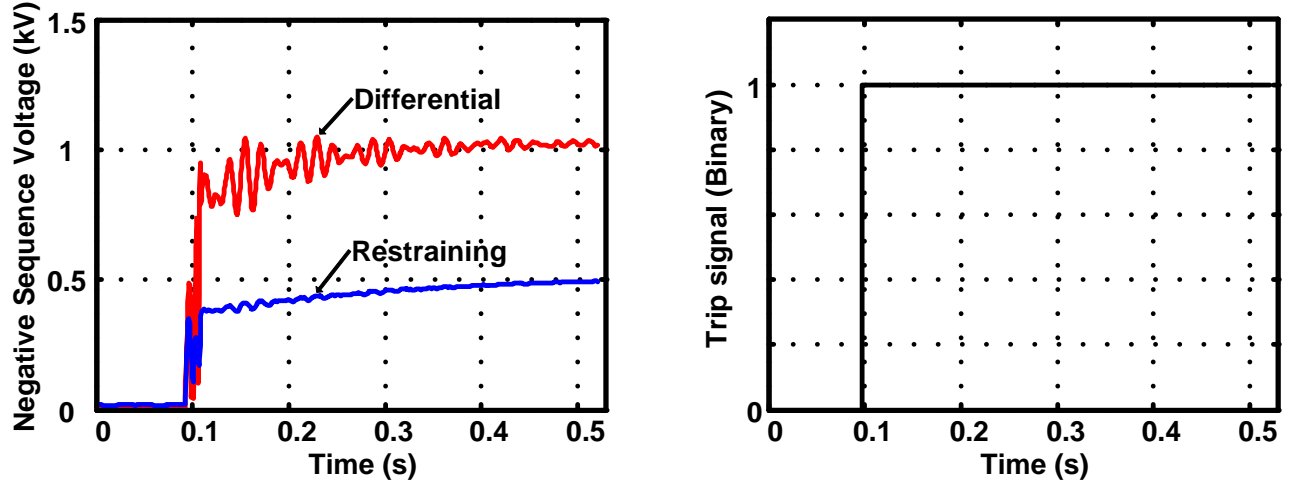 Negative Sequence Voltage (kV)
1.5
1
0.5
0
Differential
Restraining
0 0.1 0.2 0.3 0.4 0.5
Time (s)
Trip signal (Binary)
1
0
0 0.1 0.2 0.3 0.4 0.5
Time (s)